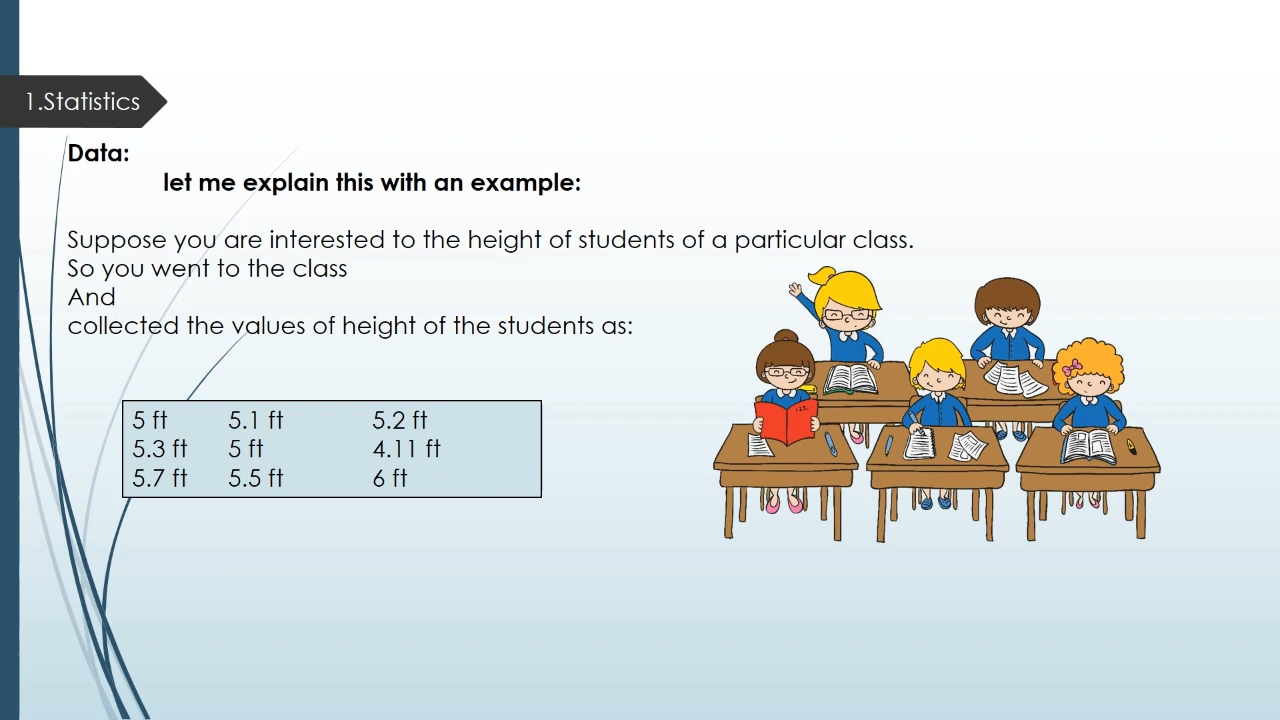 1.Statistics
Data:
let me explain this with an example:
Suppose you are interested to the height of students of a particular class.
So you went to the class
And
collected the values of height of the students as:
5 ft 5.1 ft 5.2 ft
5.3 ft 5 ft 4.11 ft
5.7 ft 5.5 ft 6 ft